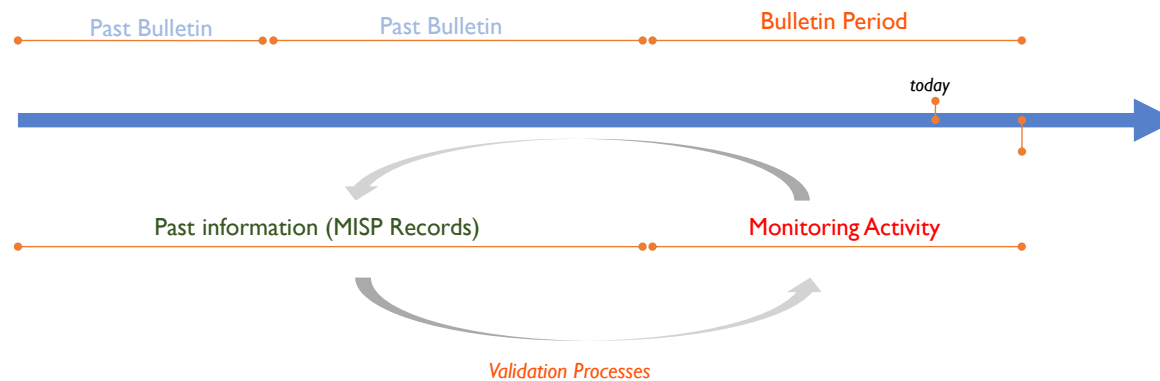 Past Bulletin
Past Bulletin
Bulletin Period
today
Past information (MISP Records)
Monitoring Activity
Validation Processes